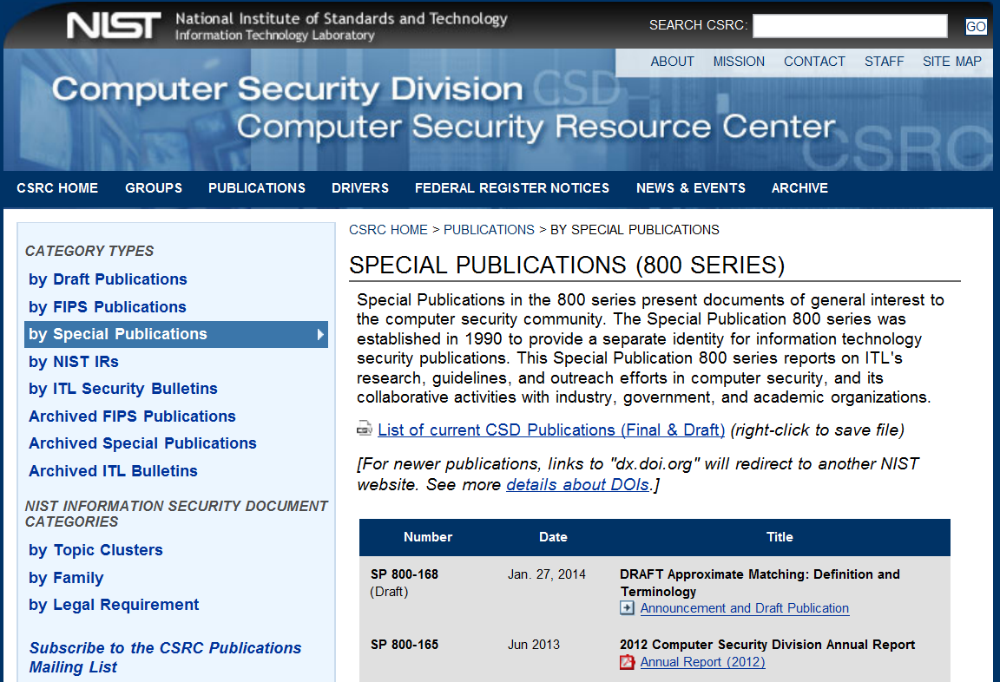 NIST
National Institute of Standards and Technology
Information Technology Laboratory
SEARCH CSRC:
GO
ABOUT MISSION CONTACT STAFF SITE MAP
Computer Security Division CSD
Computer Security Resource Center
CSRC
CSRC HOME GROUPS PUBLICATIONS DRIVERS FEDERAL REGISTER NOTICES NEWS & EVENTS ARCHIVE
CATEGORY TYPES
by Draft Publications
by FIPS Publications
by Special Publications
by NIST IRs
by ITL Security Bulletins
Archived FIPS Publications
Archived Special Publications
Archived ITL Bulletins
NIST INFORMATION SECURITY DOCUMENT
CATEGORIES
by Topic Clusters
by Family
by Legal Requirement
Subscribe to the CSRC Publications
Mailing List
CSRC HOME > PUBLICATIONS > BY SPECIAL PUBLICATIONS
SPECIAL PUBLICATIONS (800 SERIES)
Special Publications in the 800 series present documents of general interest to
the computer security community. The Special Publication 800 series was
established in 1990 to provide a separate identity for information technology
security publications. This Special Publication 800 series reports on ITL's
research, guidelines, and outreach efforts in computer security, and its
collaborative activities with industry, government, and academic organizations.
List of current CSD Publications (Final & Draft) (right-click to save file)
[For newer publications, links to "dx.doi.org" will redirect to another NIST
website. See more details about DOIs.]
Number Date Title
SP 800-168 Jan. 27, 2014 DRAFT Approximate Matching: Definition and
(Draft) Terminology
Announcement and Draft Publication
SP 800-165 Jun 2013 2012 Computer Security Division Annual Report
Annual Report (2012)